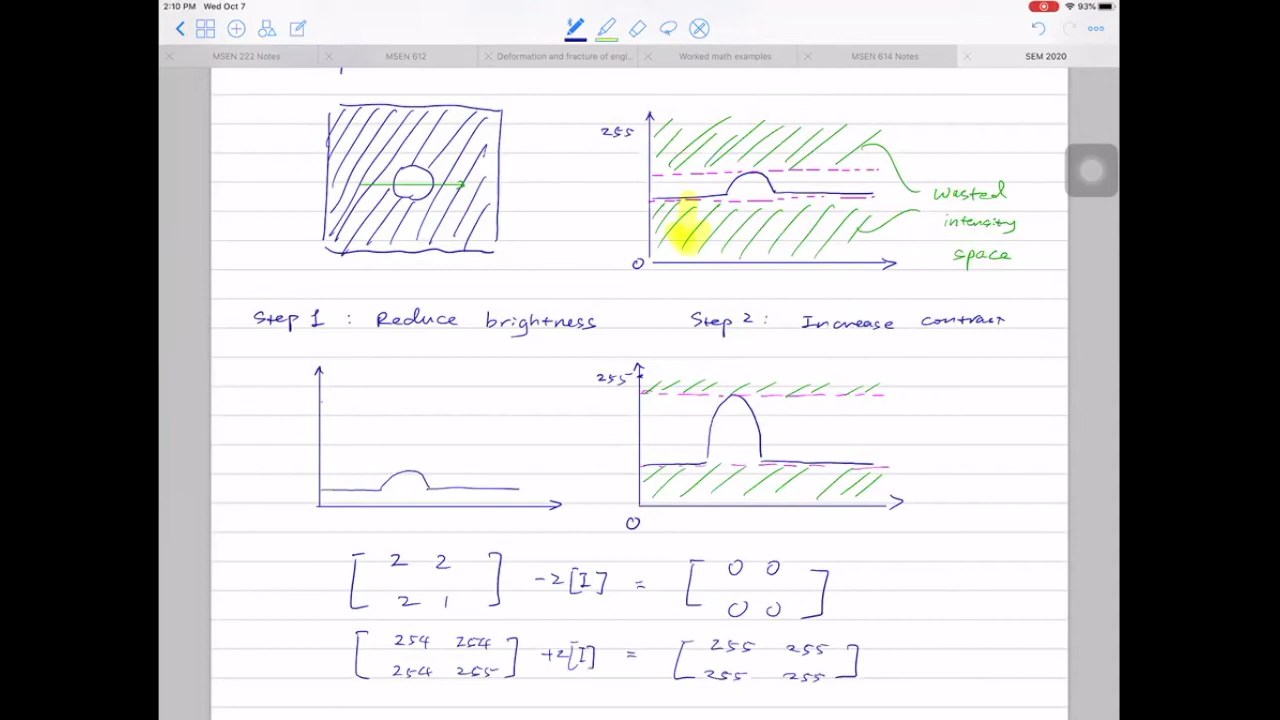 2:10 PM Wed Oct 7
93%
MSEN 222 Notes
MSEN 612
Deformation and fracture of engi...
Worked math examples
MSEN 614 Notes
SEM 2020
255
0
Wasted
intensity
space
Step 1 : Reduce brightness
Step 2 : Increase contrast
255
0
[ 2 2
2 1 ] -2[I] = [ 0 0
0 0 ]
[ 254 254
254 255 ] +2[I] = [ 255 255
255 255 ]